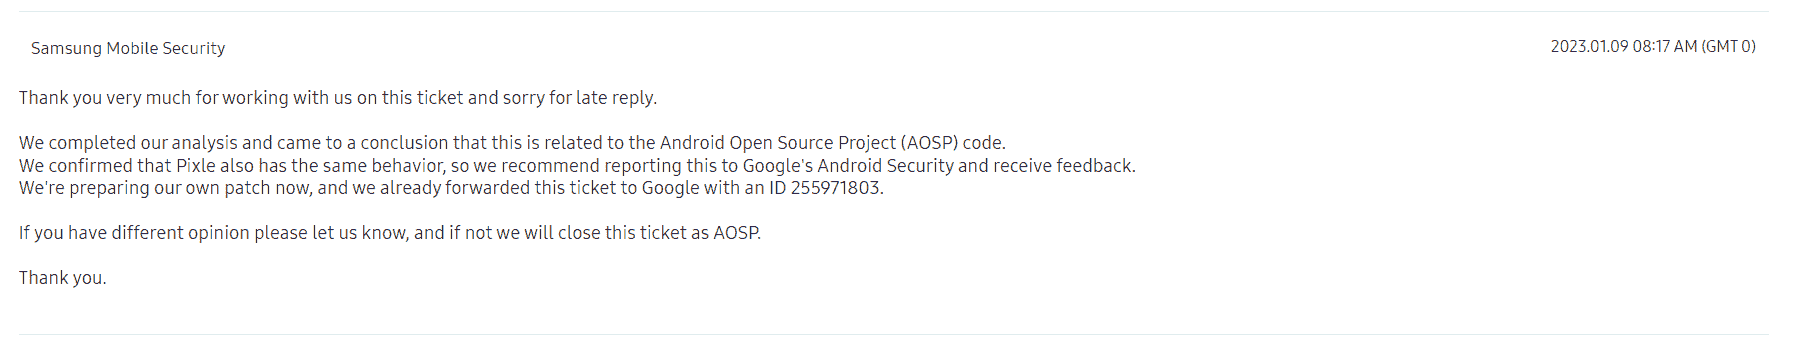 Samsung Mobile Security
2023.01.09 08:17 AM (GMT 0)
Thank you very much for working with us on this ticket and sorry for late reply.
We completed our analysis and came to a conclusion that this is related to the Android Open Source Project (AOSP) code.
We confirmed that Pixle also has the same behavior, so we recommend reporting this to Google's Android Security and receive feedback.
We're preparing our own patch now, and we already forwarded this ticket to Google with an ID 255971803.
If you have different opinion please let us know, and if not we will close this ticket as AOSP.
Thank you.